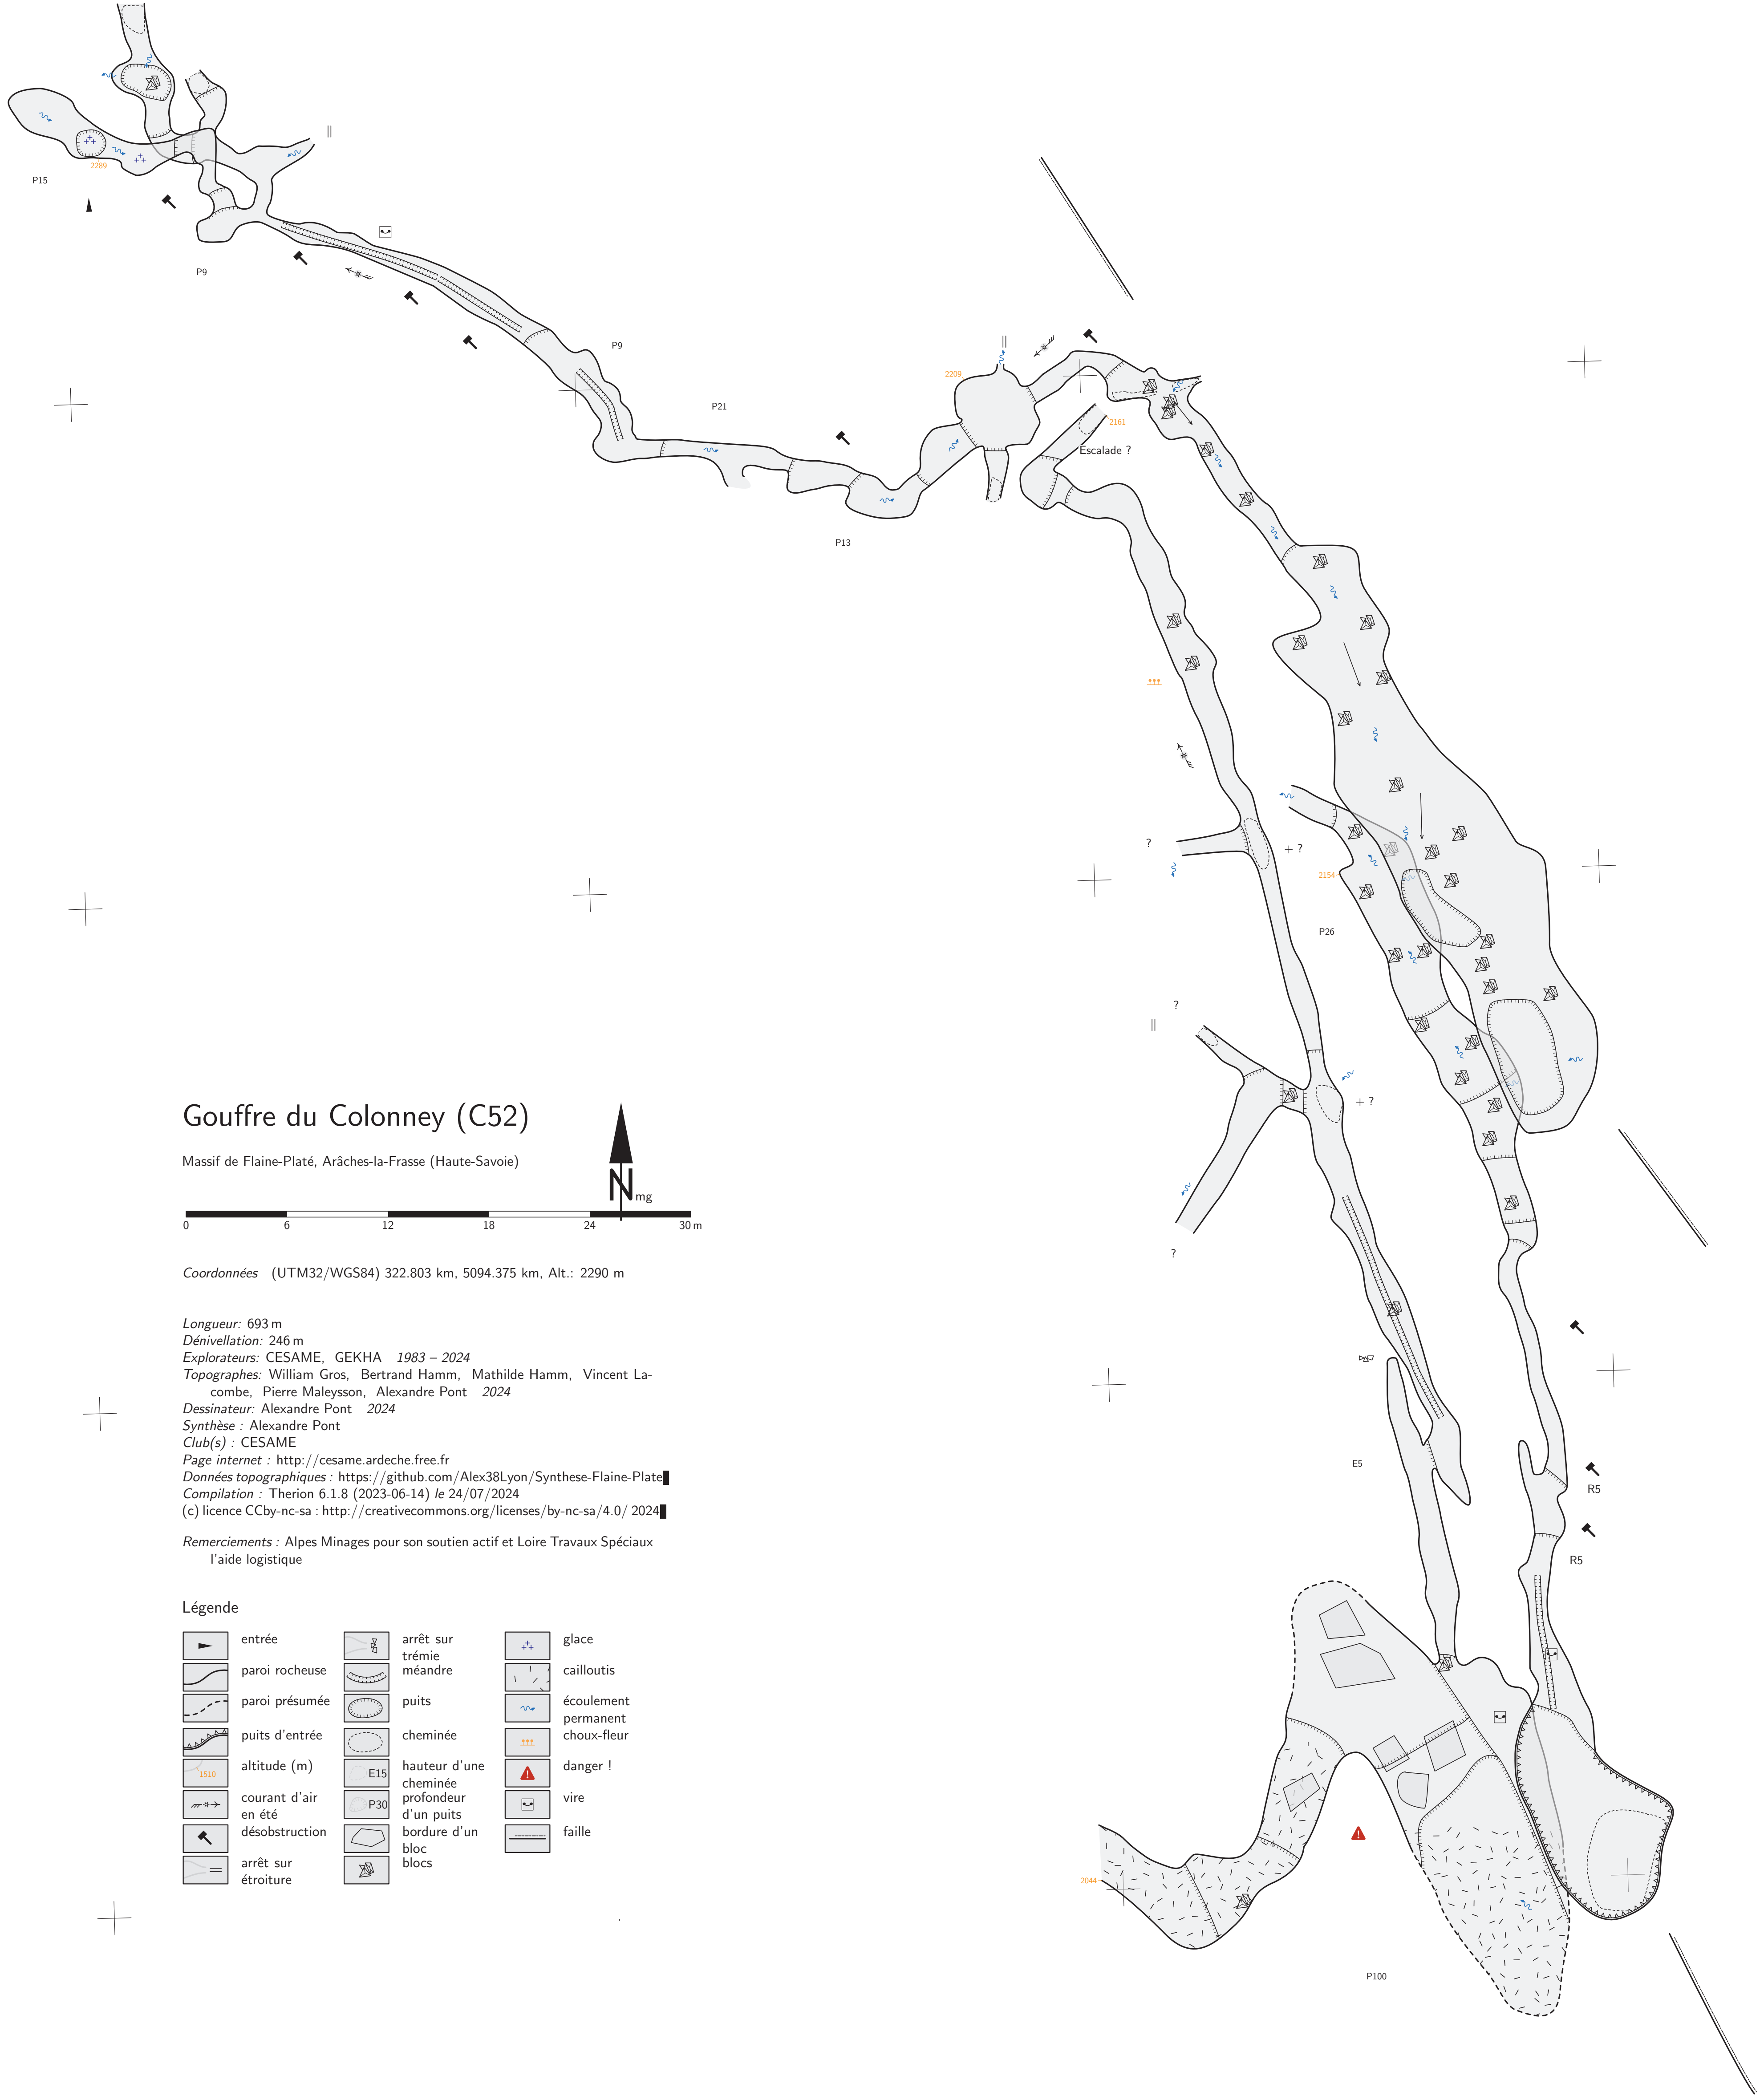 P15
2289
P9
P9
P21
P13
2209
2161
Escalade ?
?
+ ?
2154
P26
?
+ ?
?
E5
R5
R5
2044
P100
Gouffre du Colonney (C52)
Massif de Flaine-Platé, Arâches-la-Frasse (Haute-Savoie)
N mg
0 6 12 18 24 30 m
Coordonnées (UTM32/WGS84) 322.803 km, 5094.375 km, Alt.: 2290 m
Longueur: 693 m
Dénivellation: 246 m
Explorateurs: CESAME, GEKHA 1983 – 2024
Topographes: William Gros, Bertrand Hamm, Mathilde Hamm, Vincent La-
combe, Pierre Maleysson, Alexandre Pont 2024
Dessinateur: Alexandre Pont 2024
Synthèse : Alexandre Pont
Club(s) : CESAME
Page internet : http://cesame.ardeche.free.fr
Données topographiques : https://github.com/Alex38Lyon/Synthese-Flaine-Plate
Compilation : Therion 6.1.8 (2023-06-14) le 24/07/2024
(c) licence CCby-nc-sa : http://creativecommons.org/licenses/by-nc-sa/4.0/ 2024
Remerciements : Alpes Minages pour son soutien actif et Loire Travaux Spéciaux
l'aide logistique
Légende
entrée
paroi rocheuse
paroi présumée
puits d'entrée
1510
altitude (m)
courant d'air
en été
désobstruction
arrêt sur
étroiture
arrêt sur
trémie
méandre
puits
cheminée
E15
hauteur d'une
cheminée
P30
profondeur
d'un puits
bordure d'un
bloc
blocs
glace
cailloutis
écoulement
permanent
choux-fleur
danger !
vire
faille